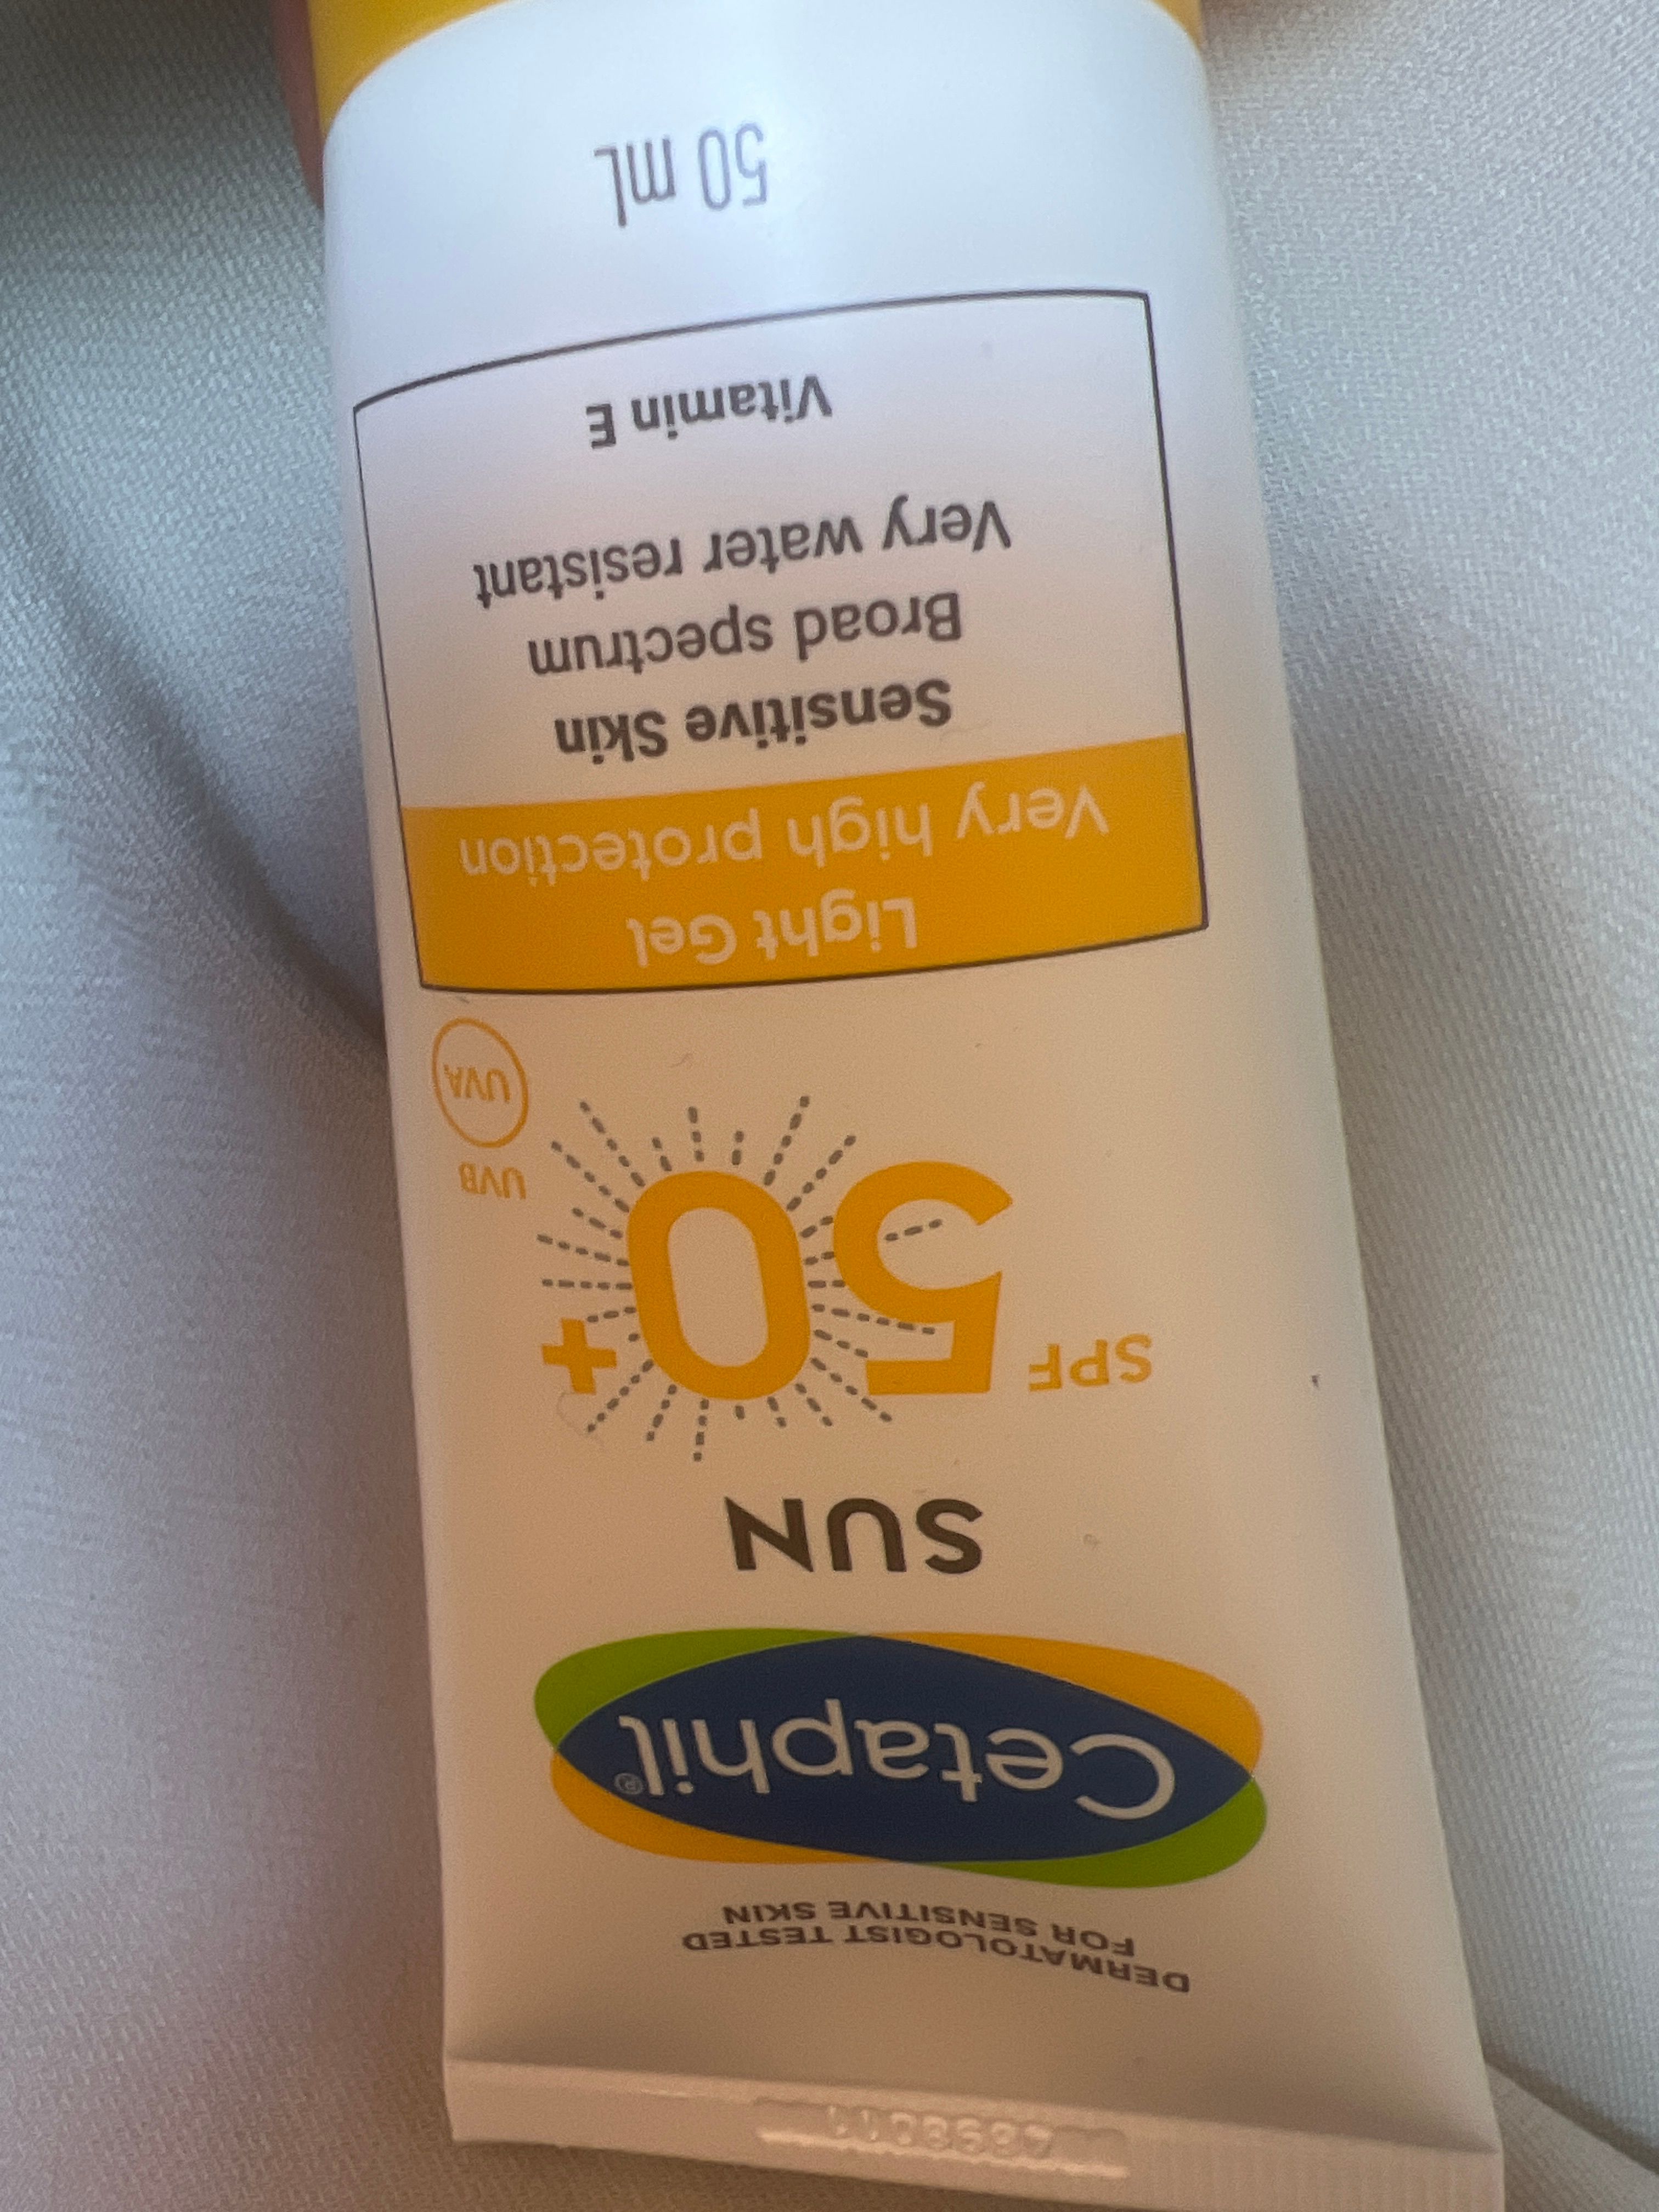 DERMATOLOGIST TESTED
FOR SENSITIVE SKIN
Cetaphil®
SUN
SPF 50+
UVB
UVA
Light Gel
Very high protection
Sensitive Skin
Broad spectrum
Very water resistant
Vitamin E
50 mL